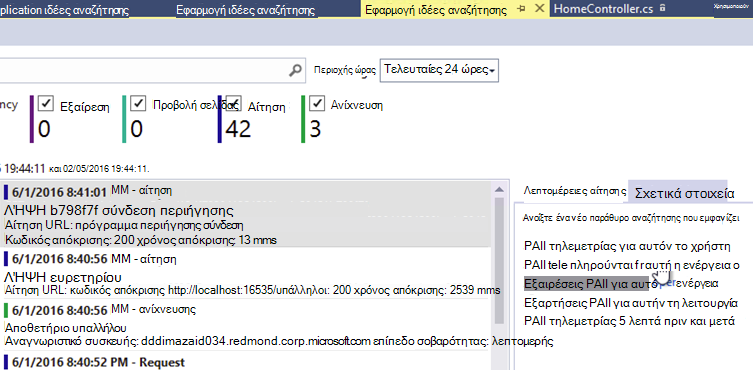 plication ιδέες αναζήτησης Εφαρμογή ιδέες αναζήτησης Εφαρμογή ιδέες αναζήτησης HomeController.cs Χρησιμοποιούν
Περιοχής ώρας Τελευταίες 24 ώρες
ncy Εξαίρεση Προβολή σελίδας Αίτηση Ανίχνευση
0 0 42 3
19:44:11 και 02/05/2016 19:44:11.
6/1/2016 8:41:01 MM - αίτηση
ΛΉΨΗ b798f7f σύνδεση περιήγησης
Αίτηση URL: πρόγραμμα περιήγησης σύνδεση
Κωδικός απόκρισης: 200 χρόνος απόκρισης: 13 mms
6/1/2016 8:40:56 MM - αίτηση
ΛΉΨΗ ευρετηρίου
Αίτηση URL: κωδικός απόκρισης http://localhost:16535/υπάλληλοι: 200 χρόνος απόκρισης: 2539 mms
6/1/2016 8:40:56 MM - ανίχνευσης
Αποθετήριο υπαλλήλου
Αναγνωριστικό συσκευής: dddimazaid034.redmond.corp.microsoft.com επίπεδο σοβαρότητας: λεπτομερής
6/1/2016 8:40:52 PM - Request
Λεπτομέρειες αίτησης Σχετικά στοιχεία
Ανοίξτε ένα νέο παράθυρο αναζήτησης που εμφανίζει
PAII τηλεμετρίας για αυτόν το χρήστη
PAII tele πληρούνται fr αυτή η ενέργεια ο
Εξαιρέσεις PAII για αυτό per ενέργεια
Εξαρτήσεις PAII για αυτήν τη λειτουργία
PAII τηλεμετρίας 5 λεπτά πριν και μετά